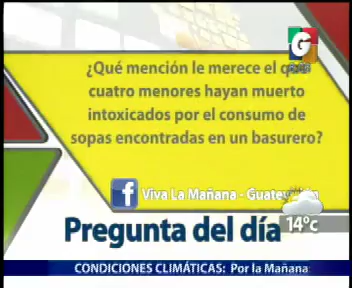 G
¿Qué mención le merece el que
cuatro menores hayan muerto
intoxicados por el consumo de
sopas encontradas en un basurero?
f Viva La Mañana - Guatevisión
Pregunta del día
14°c
CONDICIONES CLIMÁTICAS: Por la Mañana